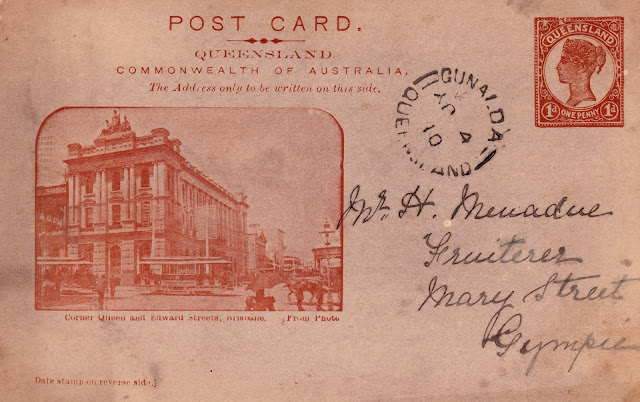 POST CARD.
QUEENSLAND.
COMMONWEALTH OF AUSTRALIA.
The Address only to be written on this side.
QUEENSLAND
1d ONE PENNY 1d
GUNALDA
JY 4
10
QUEENSLAND
Mr. H. Menadue
Fruiterer
Mary Street
Gympie
Corner Queen and Edward Streets, Brisbane. [From Photo
Date stamp on reverse side.]